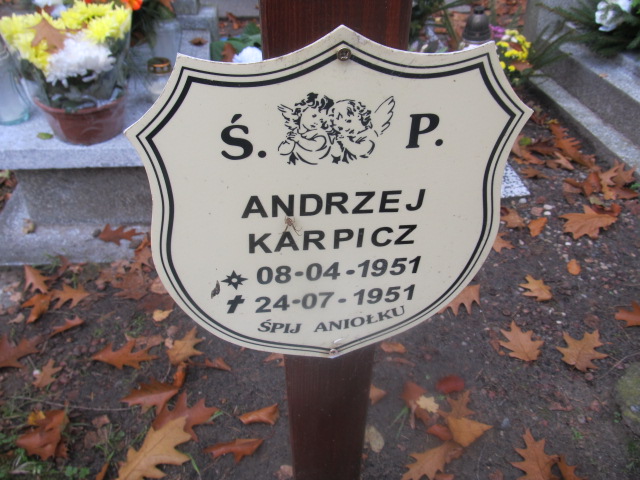 Ś. P.
ANDRZEJ
KARPICZ
08-04-1951
✝ 24-07-1951
ŚPIJ ANIOŁKU